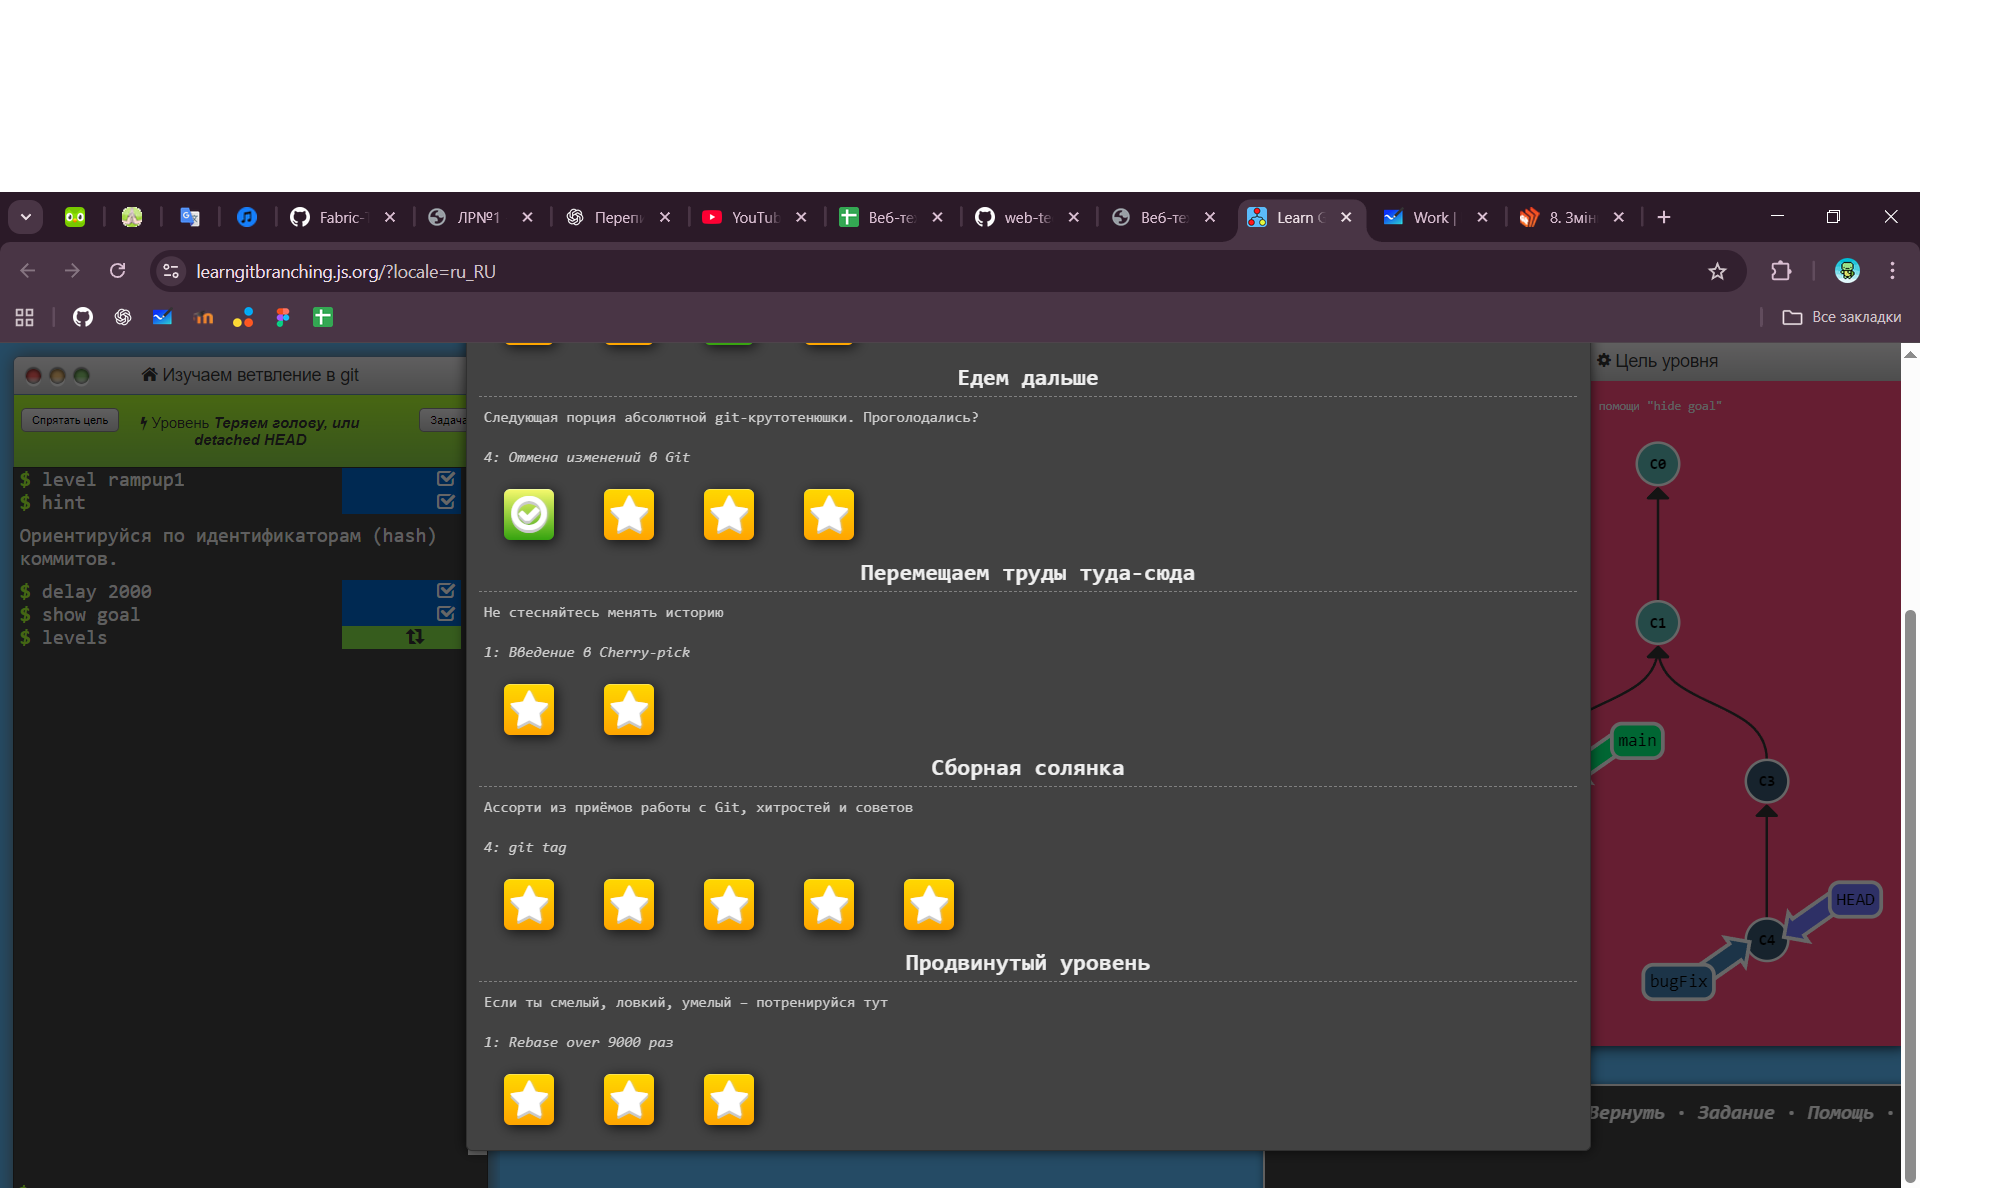 Fabric-T
ЛР№1
Перепи
YouTub
Веб-те
web-te
Веб-те
Learn G
Work |
8. Змін
learngitbranching.js.org/?locale=ru_RU
Все закладки
Изучаем ветвление в git
Спрятать цель
Уровень Теряем голову, или
detached HEAD
Задача
$ level rampup1
$ hint
Ориентируйся по идентификаторам (hash)
коммитов.
$ delay 2000
$ show goal
$ levels
Едем дальше
Следующая порция абсолютной git-крутотенюшки. Проголодались?
4: Отмена изменений в Git
Перемещаем труды туда-сюда
Не стесняйтесь менять историю
1: Введение в Cherry-pick
Сборная солянка
Ассорти из приёмов работы с Git, хитростей и советов
4: git tag
Продвинутый уровень
Если ты смелый, ловкий, умелый – потренируйся тут
1: Rebase over 9000 раз
Цель уровня
помощи "hide goal"
C0
C1
main
C3
HEAD
C4
bugFix
Вернуть · Задание · Помощь ·